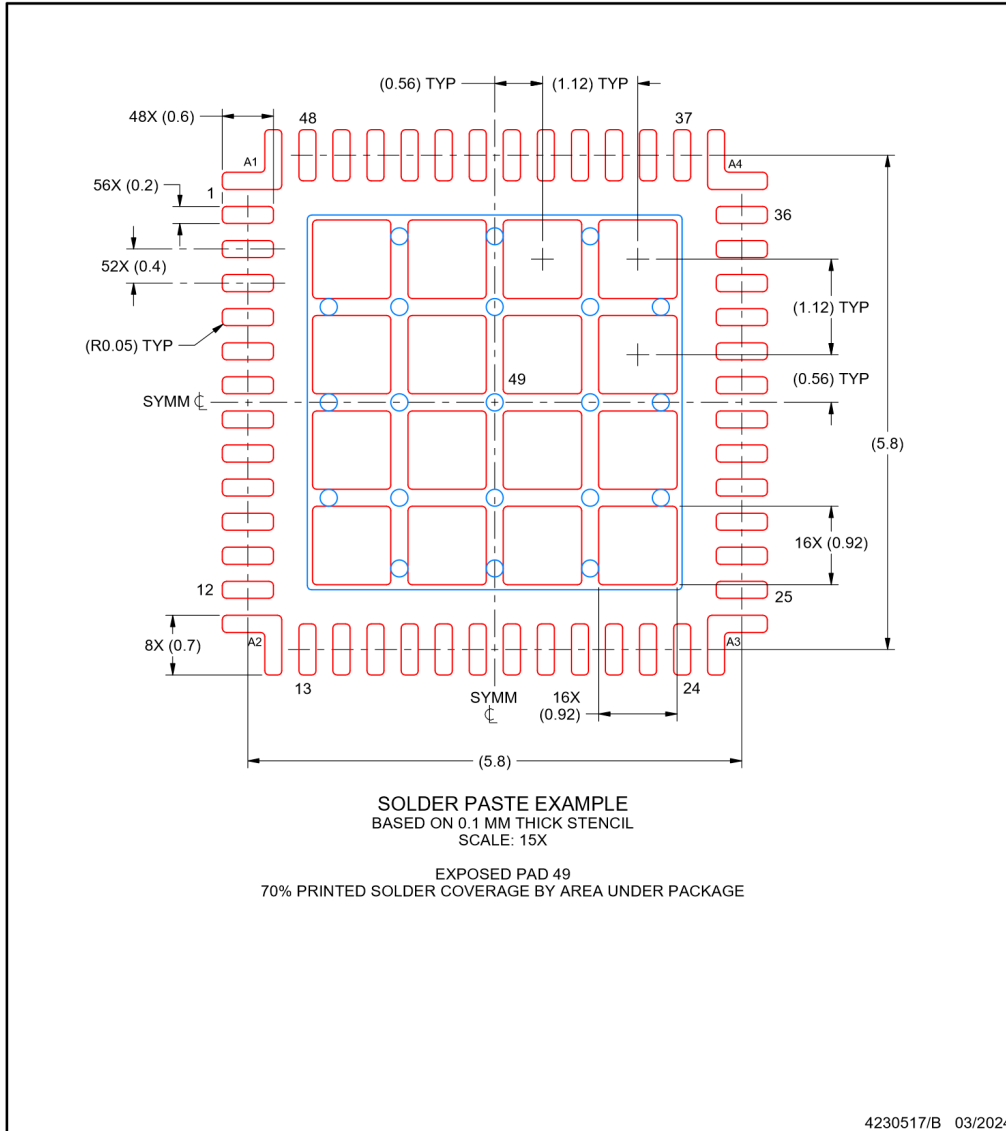 (0.56) TYP
(1.12) TYP
48X (0.6)
48
37
A1
A4
56X (0.2)
1
36
52X (0.4)
(1.12) TYP
(R0.05) TYP
49
(0.56) TYP
SYMM ℄
(5.8)
16X (0.92)
12
25
8X (0.7)
A2
A3
13
SYMM
℄
16X
(0.92)
24
(5.8)
SOLDER PASTE EXAMPLE
BASED ON 0.1 MM THICK STENCIL
SCALE: 15X
EXPOSED PAD 49
70% PRINTED SOLDER COVERAGE BY AREA UNDER PACKAGE
4230517/B 03/2024